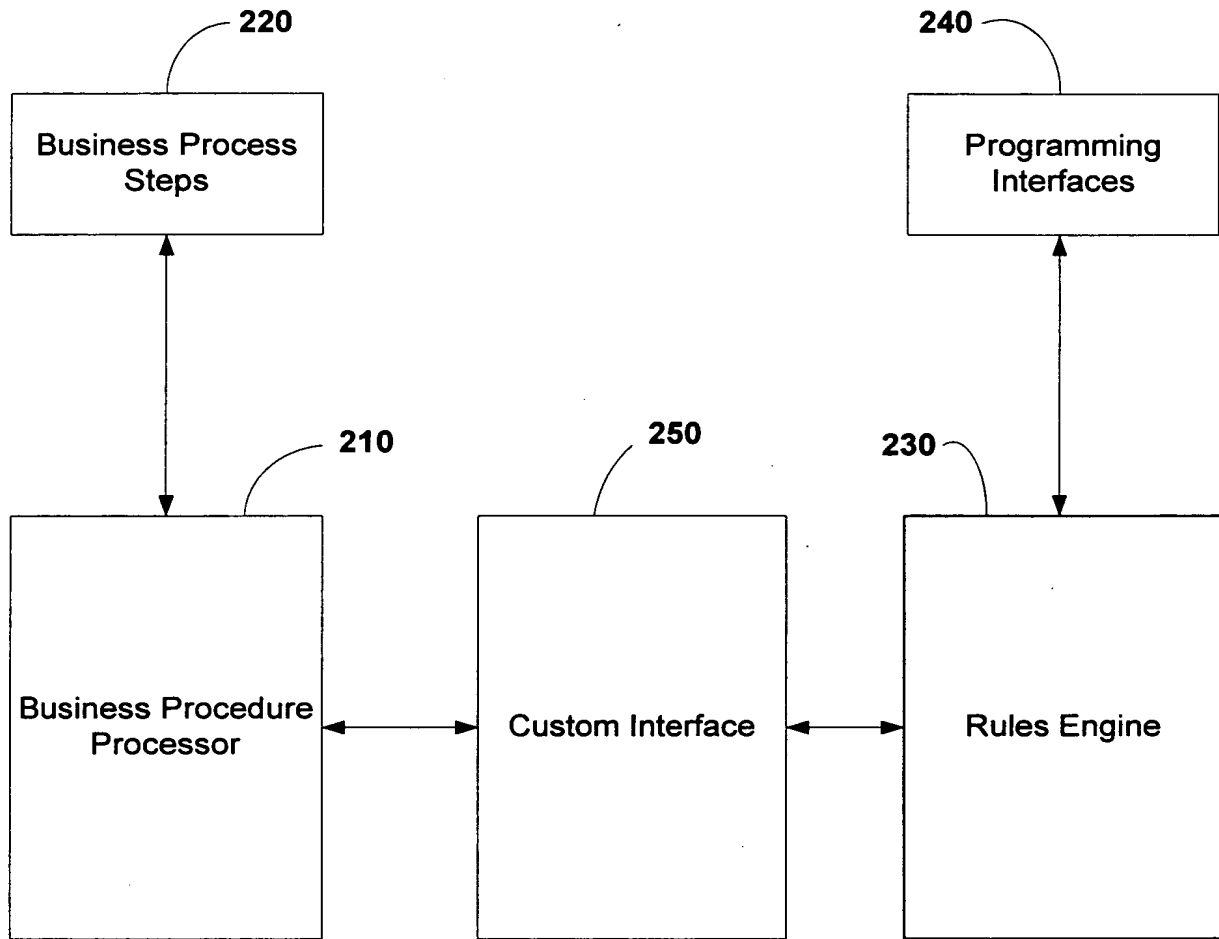 220
240
Business Process
Steps
Programming
Interfaces
210
250
230
Business Procedure
Processor
Custom Interface
Rules Engine